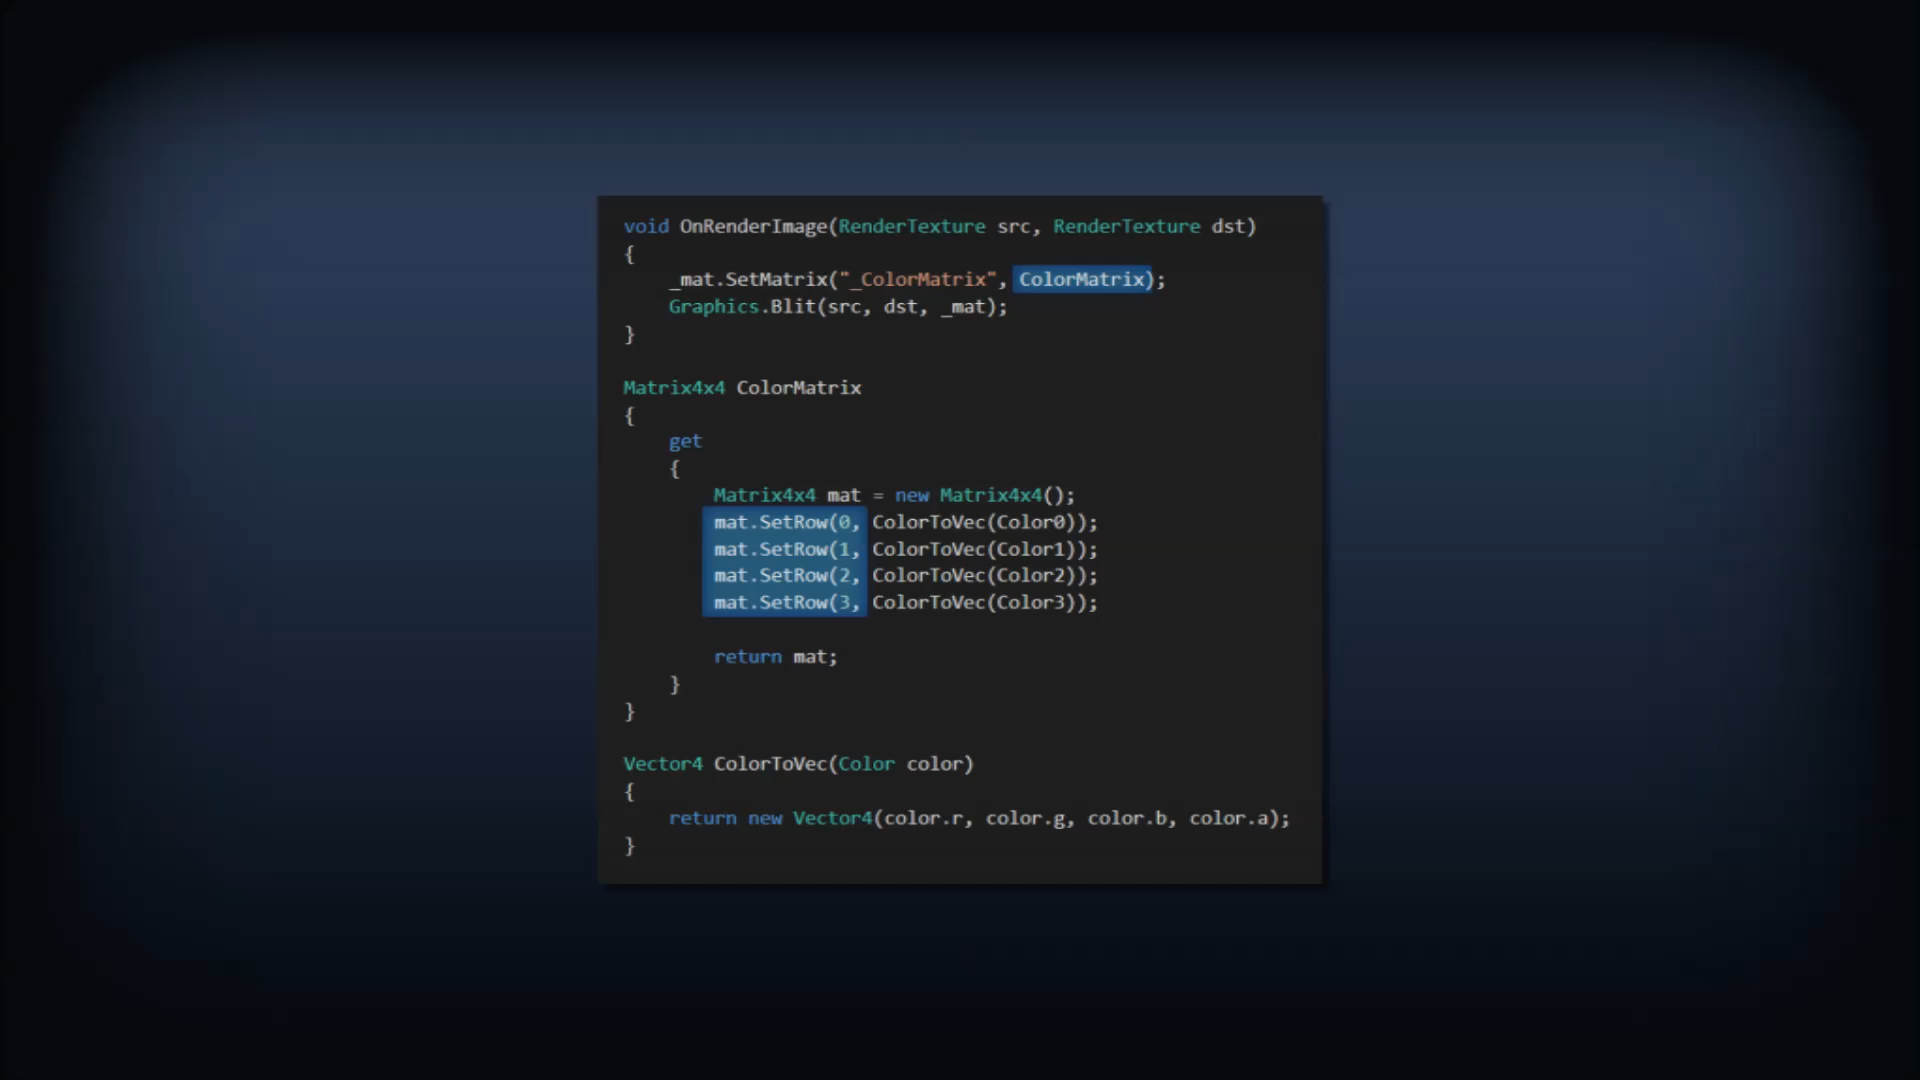 void OnRenderImage(RenderTexture src, RenderTexture dst)
{
    _mat.SetMatrix("_ColorMatrix", ColorMatrix);
    Graphics.Blit(src, dst, _mat);
}
Matrix4x4 ColorMatrix
{
    get
    {
        Matrix4x4 mat = new Matrix4x4();
        mat.SetRow(0, ColorToVec(Color0));
        mat.SetRow(1, ColorToVec(Color1));
        mat.SetRow(2, ColorToVec(Color2));
        mat.SetRow(3, ColorToVec(Color3));
        return mat;
    }
}
Vector4 ColorToVec(Color color)
{
    return new Vector4(color.r, color.g, color.b, color.a);
}